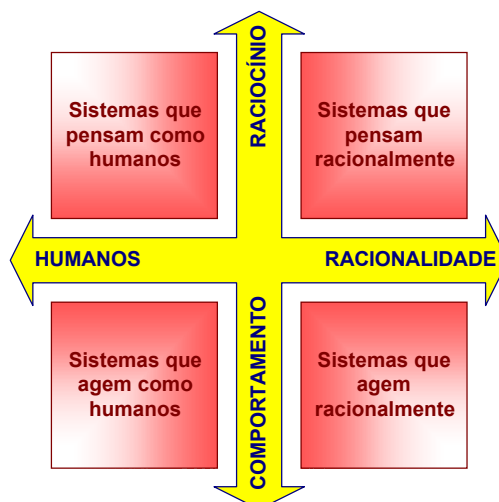 RACIOCÍNIO
Sistemas que
pensam como
humanos
Sistemas que
pensam
racionalmente
HUMANOS
RACIONALIDADE
Sistemas que
agem como
humanos
Sistemas que
agem
racionalmente
COMPORTAMENTO